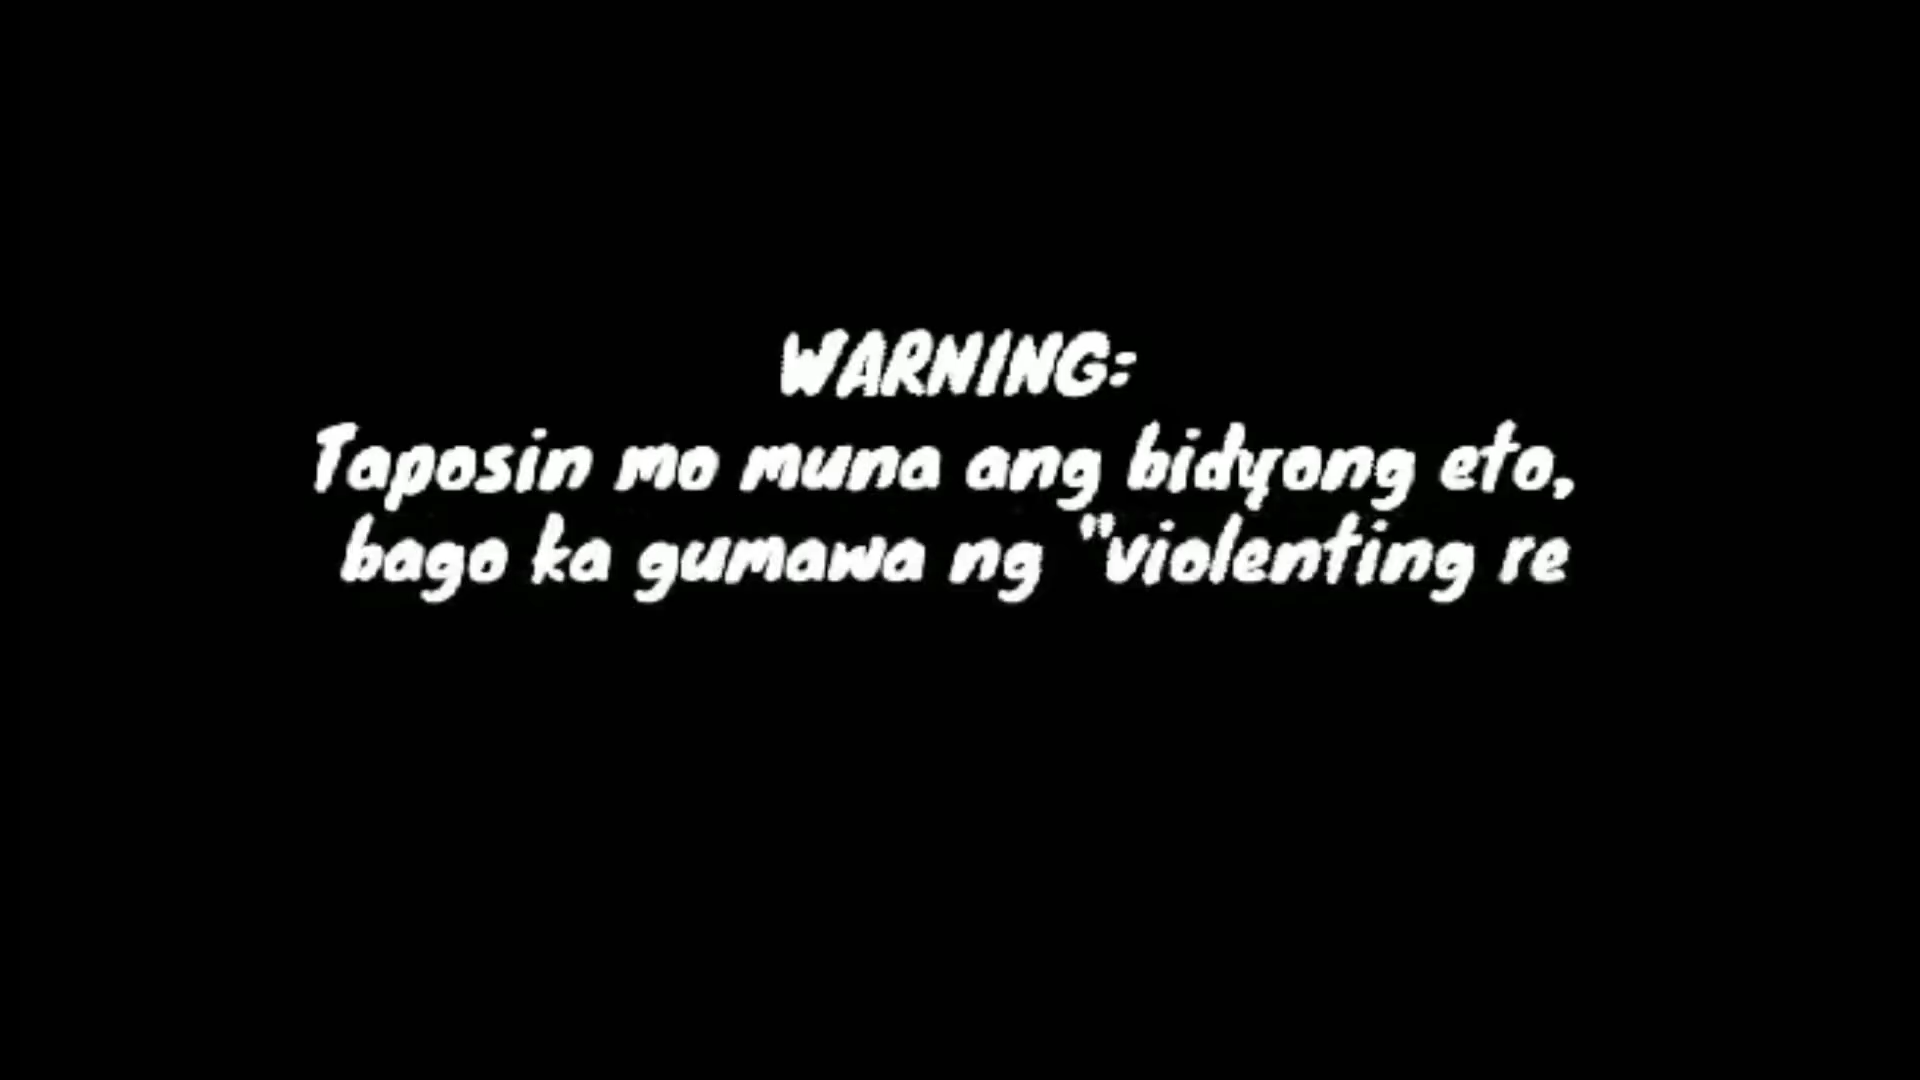 WARNING:
Taposin mo muna ang bidyong eto,
bago ka gumawa ng "violenting re